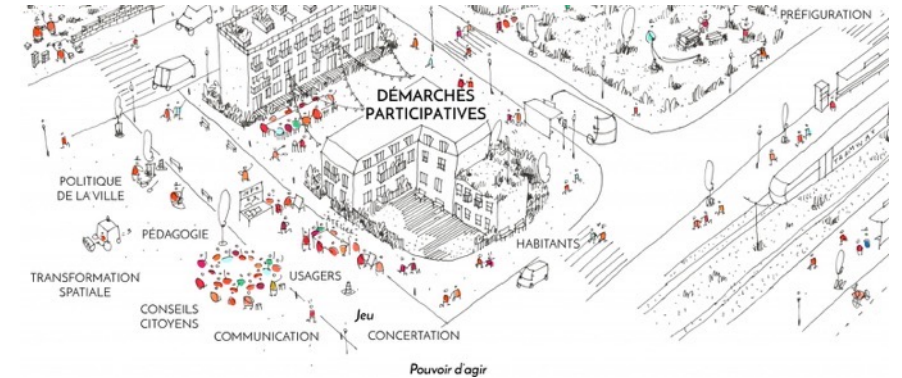 PRÉFIGURATION
DÉMARCHES
PARTICIPATIVES
POLITIQUE
DE LA VILLE
TRAMWAY
PÉDAGOGIE
HABITANTS
TRANSFORMATION
SPATIALE
USAGERS
CONSEILS
CITOYENS
Jeu
COMMUNICATION
CONCERTATION
Pouvoir d'agir